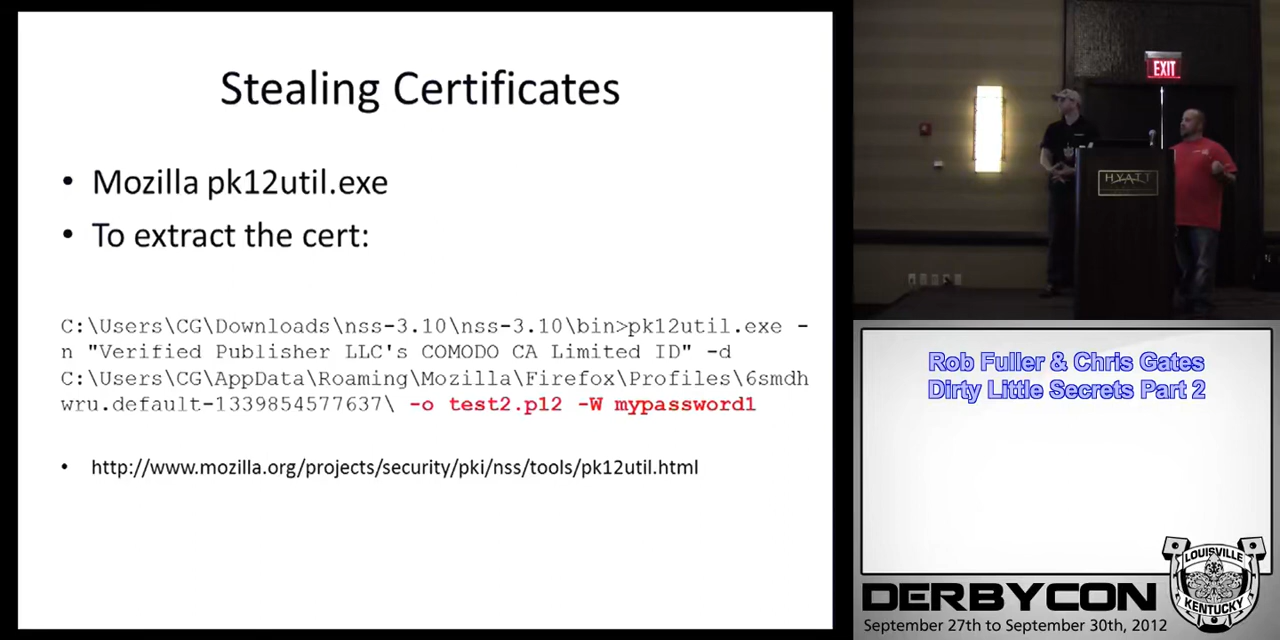 Stealing Certificates
• Mozilla pk12util.exe
• To extract the cert:
C:\Users\CG\Downloads\nss-3.10\nss-3.10\bin>pk12util.exe -
n "Verified Publisher LLC's COMODO CA Limited ID" -d
C:\Users\CG\AppData\Roaming\Mozilla\Firefox\Profiles\6smdh
wru.default-1339854577637\ -o test2.p12 -W mypassword1
• http://www.mozilla.org/projects/security/pki/nss/tools/pk12util.html
EXIT
HYATT
Rob Fuller & Chris Gates
Dirty Little Secrets Part 2
LOUISVILLE
KENTUCKY
DERBYCON
September 27th to September 30th, 2012